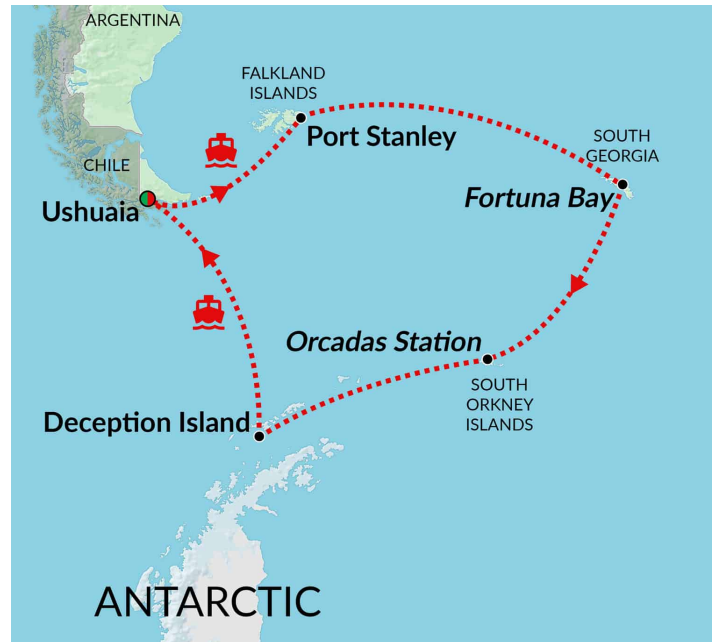 ARGENTINA
FALKLAND
ISLANDS
Port Stanley
SOUTH
GEORGIA
CHILE
Fortuna Bay
Ushuaia
Orcadas Station
SOUTH
ORKNEY
ISLANDS
Deception Island
ANTARCTIC